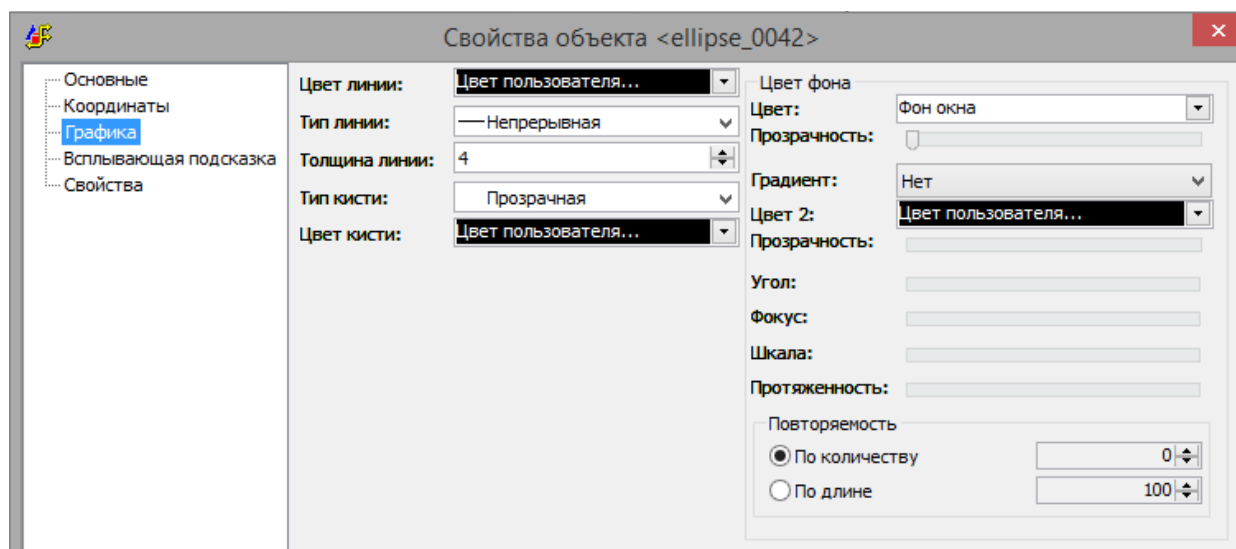 Свойства объекта <ellipse_0042>
Основные
Координаты
Графика
Всплывающая подсказка
Свойства
Цвет линии: Цвет пользователя...
Тип линии: Непрерывная
Толщина линии: 4
Тип кисти: Прозрачная
Цвет кисти: Цвет пользователя...
Цвет фона
Цвет: Фон окна
Прозрачность:
Градиент: Нет
Цвет 2: Цвет пользователя...
Прозрачность:
Угол:
Фокус:
Шкала:
Протяженность:
Повторяемость
По количеству 0
По длине 100